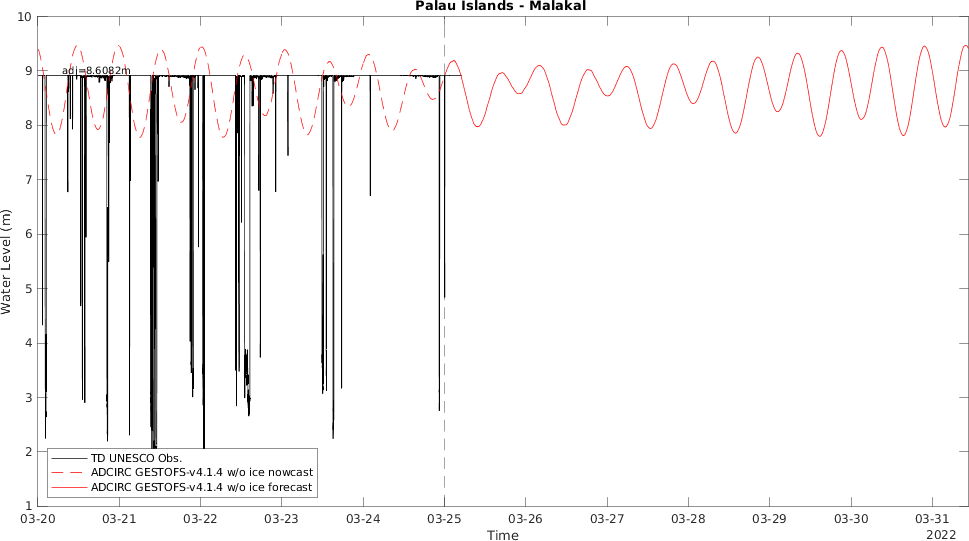 Palau Islands - Malakal
10
9
8
7
6
5
4
3
2
1
Water Level (m)
adj=8.6082m
TD UNESCO Obs.
ADCIRC GESTOFS-v4.1.4 w/o ice nowcast
ADCIRC GESTOFS-v4.1.4 w/o ice forecast
03-20 03-21 03-22 03-23 03-24 03-25 03-26 03-27 03-28 03-29 03-30 03-31
Time
2022